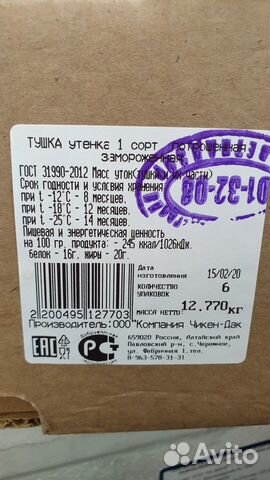 ТУШКА утенка 1 сорт потрошенная
замороженная
ГОСТ 31990-2012 Мясо уток(тушки и их части)
Срок годности и условия хранения
при t -12°С - 8 месяцев.
при t -18°С - 12 месяцев.
при t -25°С - 14 месяцев.
Пищевая и энергетическая ценность
на 100 гр. продукта: - 245 ккал/1026кДж.
белок - 16г. жиры - 20г.
01-32-08
Дата
изготовления
15/02/20
КОЛИЧЕСТВО
УПАКОВОК
6
МАССА НЕТТО:
12,770кг
2 200495 127703
Производитель:ООО"Компания Чикен-Дак
659020 Россия, Алтайский край
Павловский р-н, с.Черемное,
ул. Фабричная 1.тел.
8-963-578-31-31
EAC
РСТ
Avito